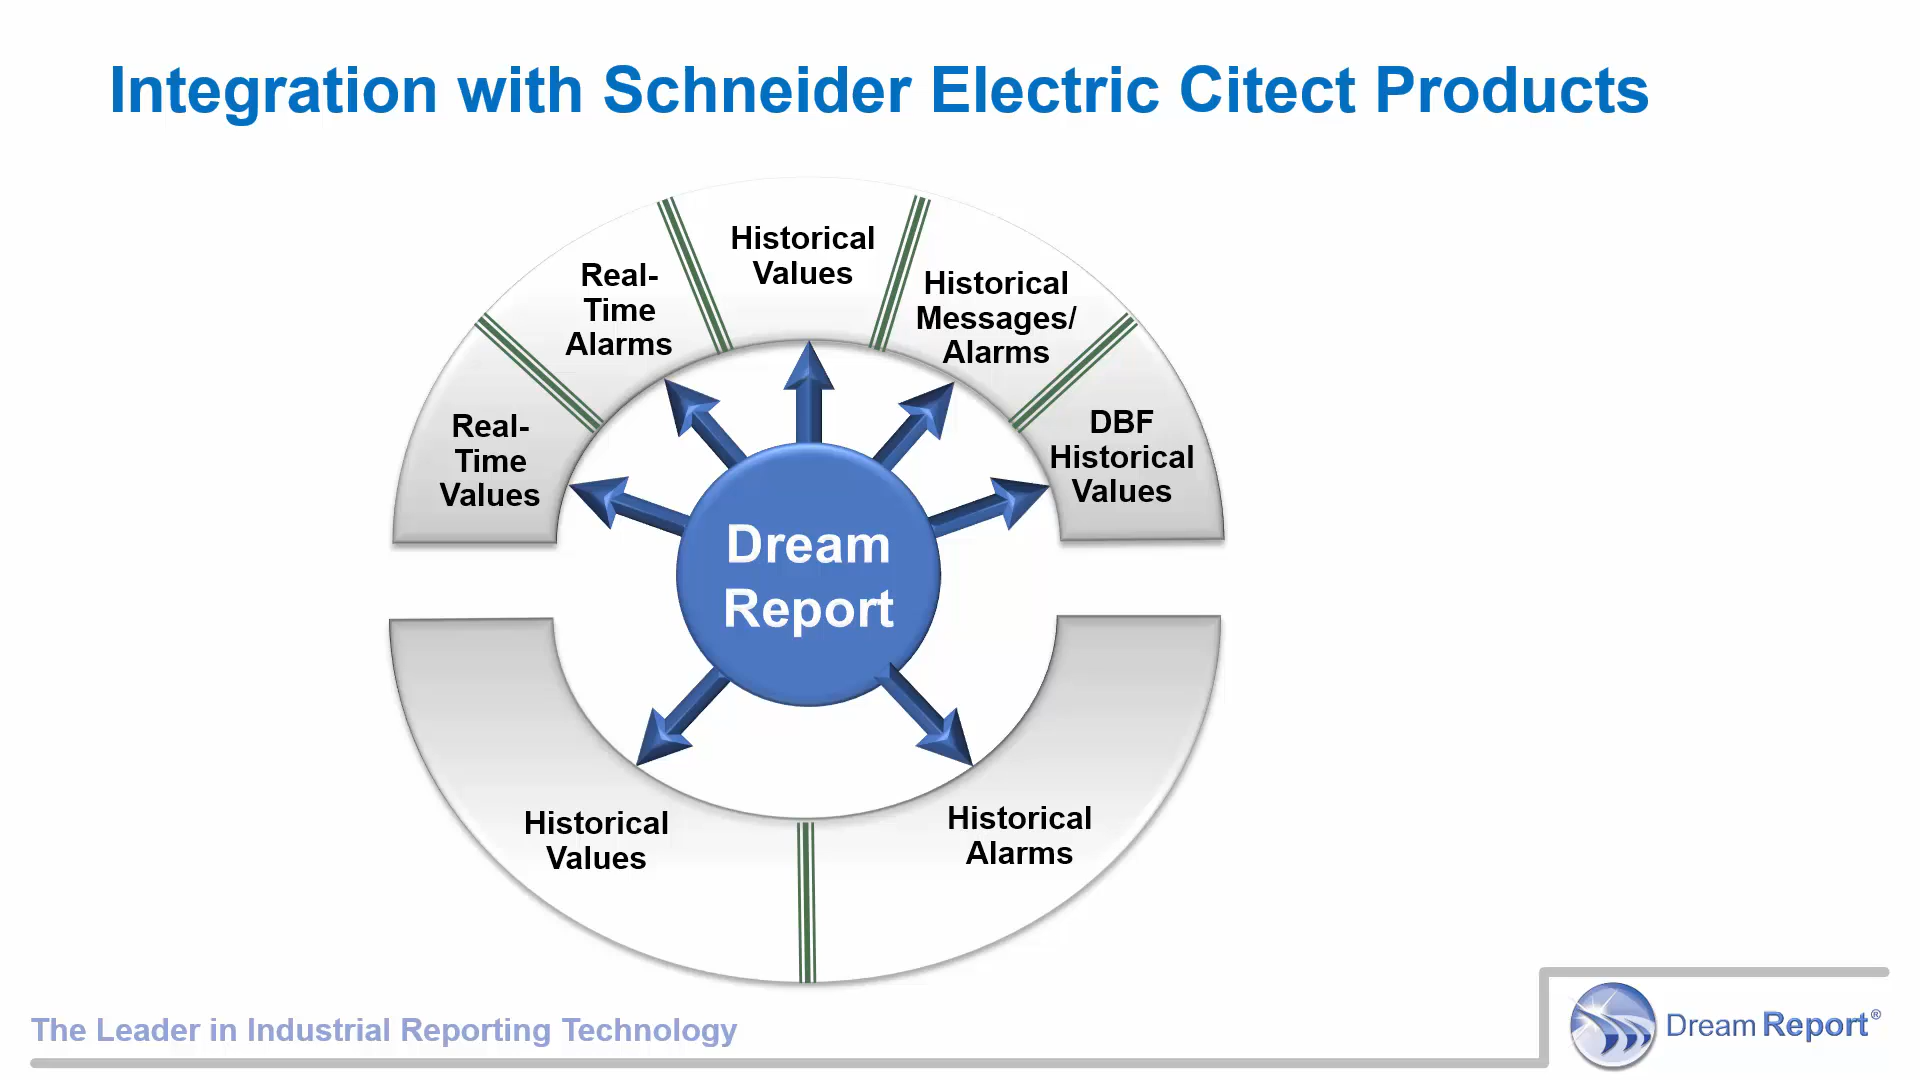 Integration with Schneider Electric Citect Products
Historical
Values
Real-
Time
Alarms
Historical
Messages/
Alarms
Real-
Time
Values
DBF
Historical
Values
Dream
Report
Historical
Values
Historical
Alarms
The Leader in Industrial Reporting Technology
Dream Report®